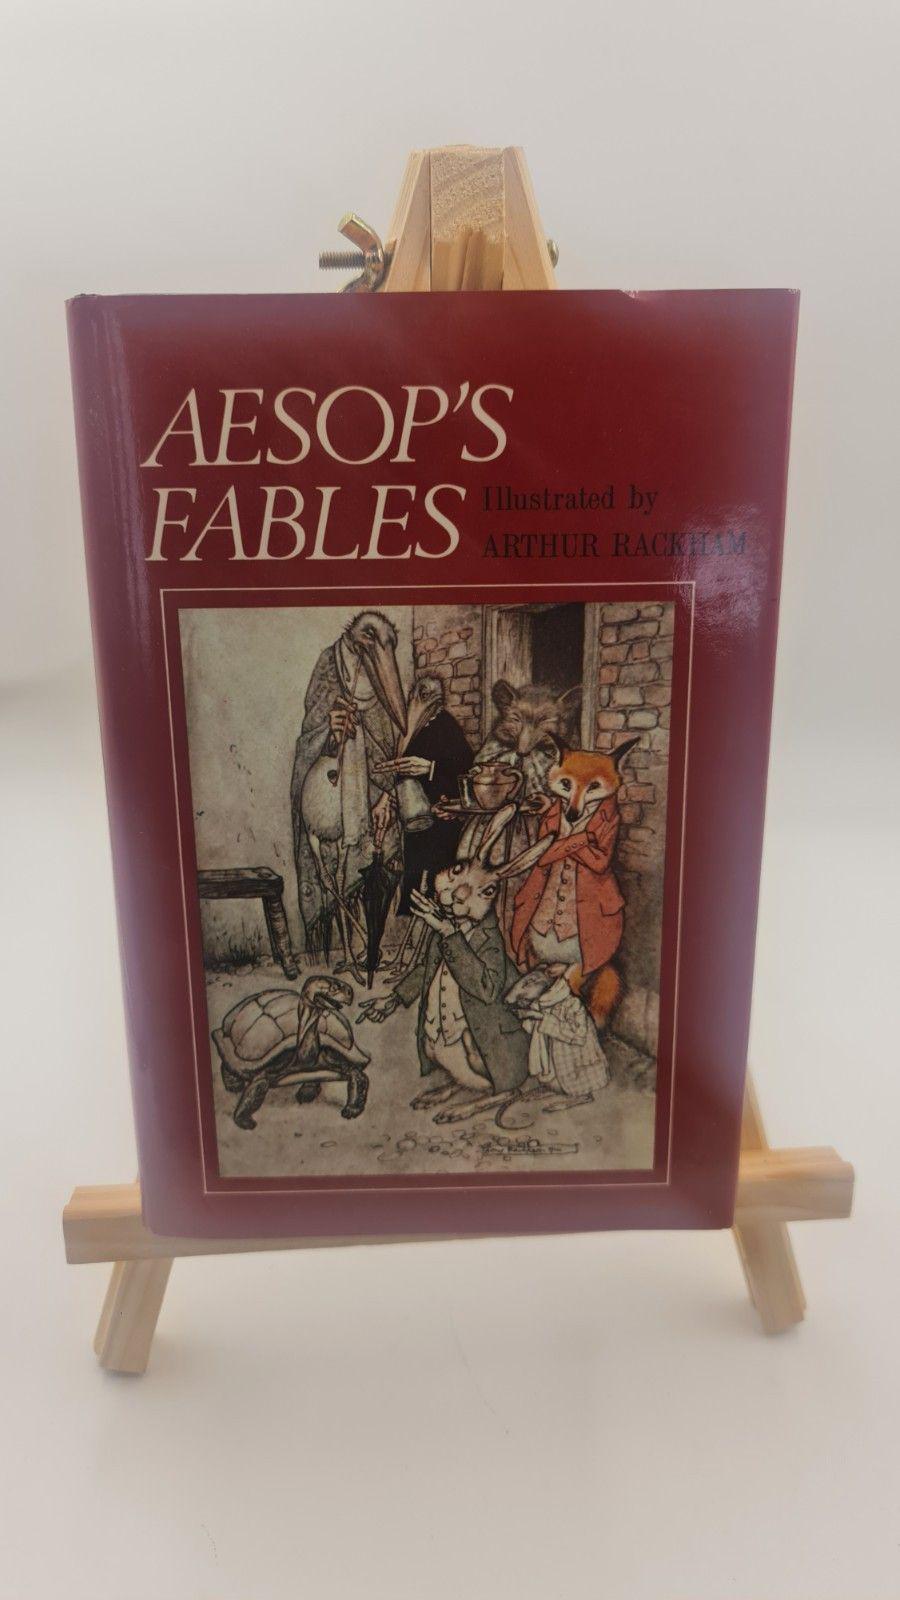 AESOP'S
FABLES
Illustrated by
ARTHUR RACKHAM